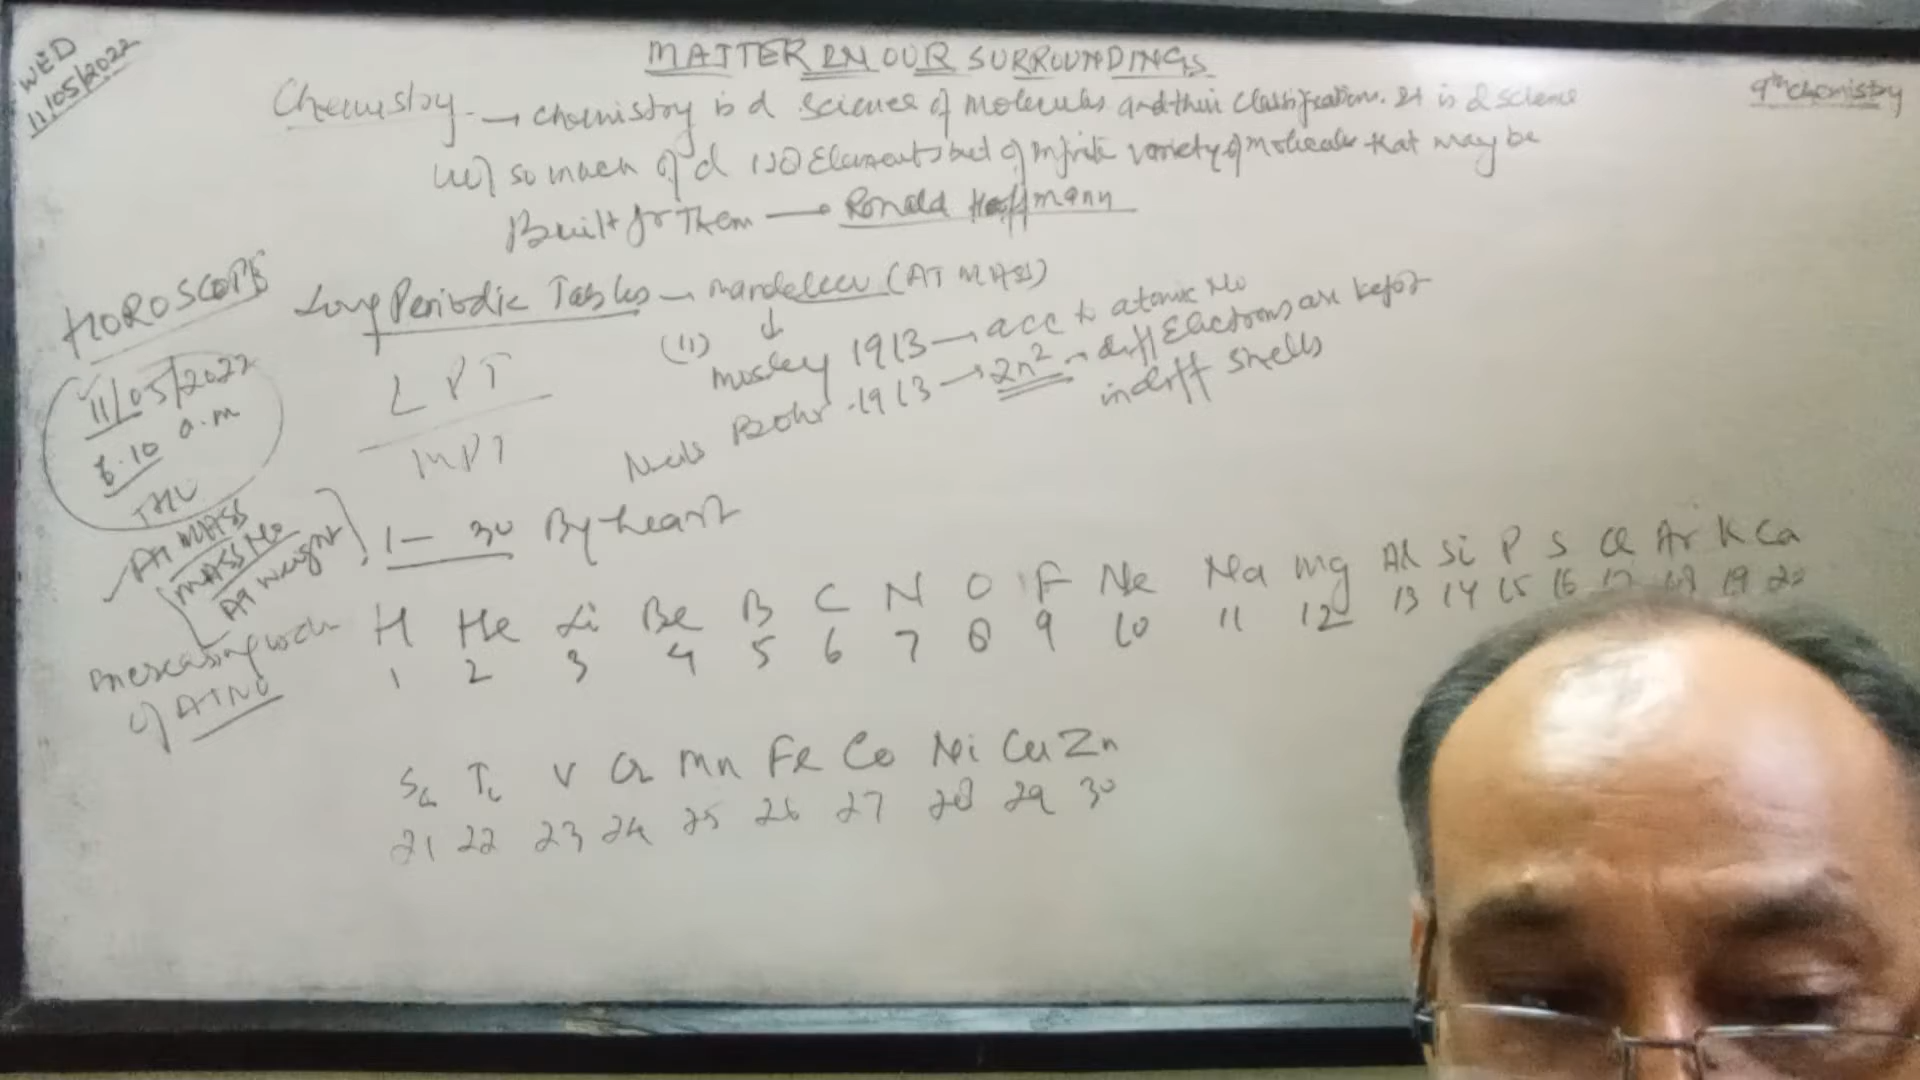 WED
11/05/2022
MATTER IN OUR SURROUNDINGS
9th chemistry
Chemistry → chemistry is d science of molecules and their classification. It is d science
not so much of d 120 Elements but of infinite variety of molecules that may be
Built fr Them → Ronald Hoffmann
HOROSCOPE
11/05/2022
8.10 a.m
Long Periodic Tables → mandeleev (AT MASS)
(11) ↓
mosley 1913 → acc to atomic No
Neils Bohr 1913 → 2n² → diff Electrons are kept
in diff shells
LPT
MPT
AT MASS
MASS No
AT weight
1 — 30 By heart
increasing
of AT NO
H He Li Be B C N O F Ne Na Mg Al Si P S Cl Ar K Ca
1 2 3 4 5 6 7 8 9 10 11 12 13 14 15 16 17 18 19 20
Sc Ti V Cr Mn Fe Co Ni Cu Zn
21 22 23 24 25 26 27 28 29 30